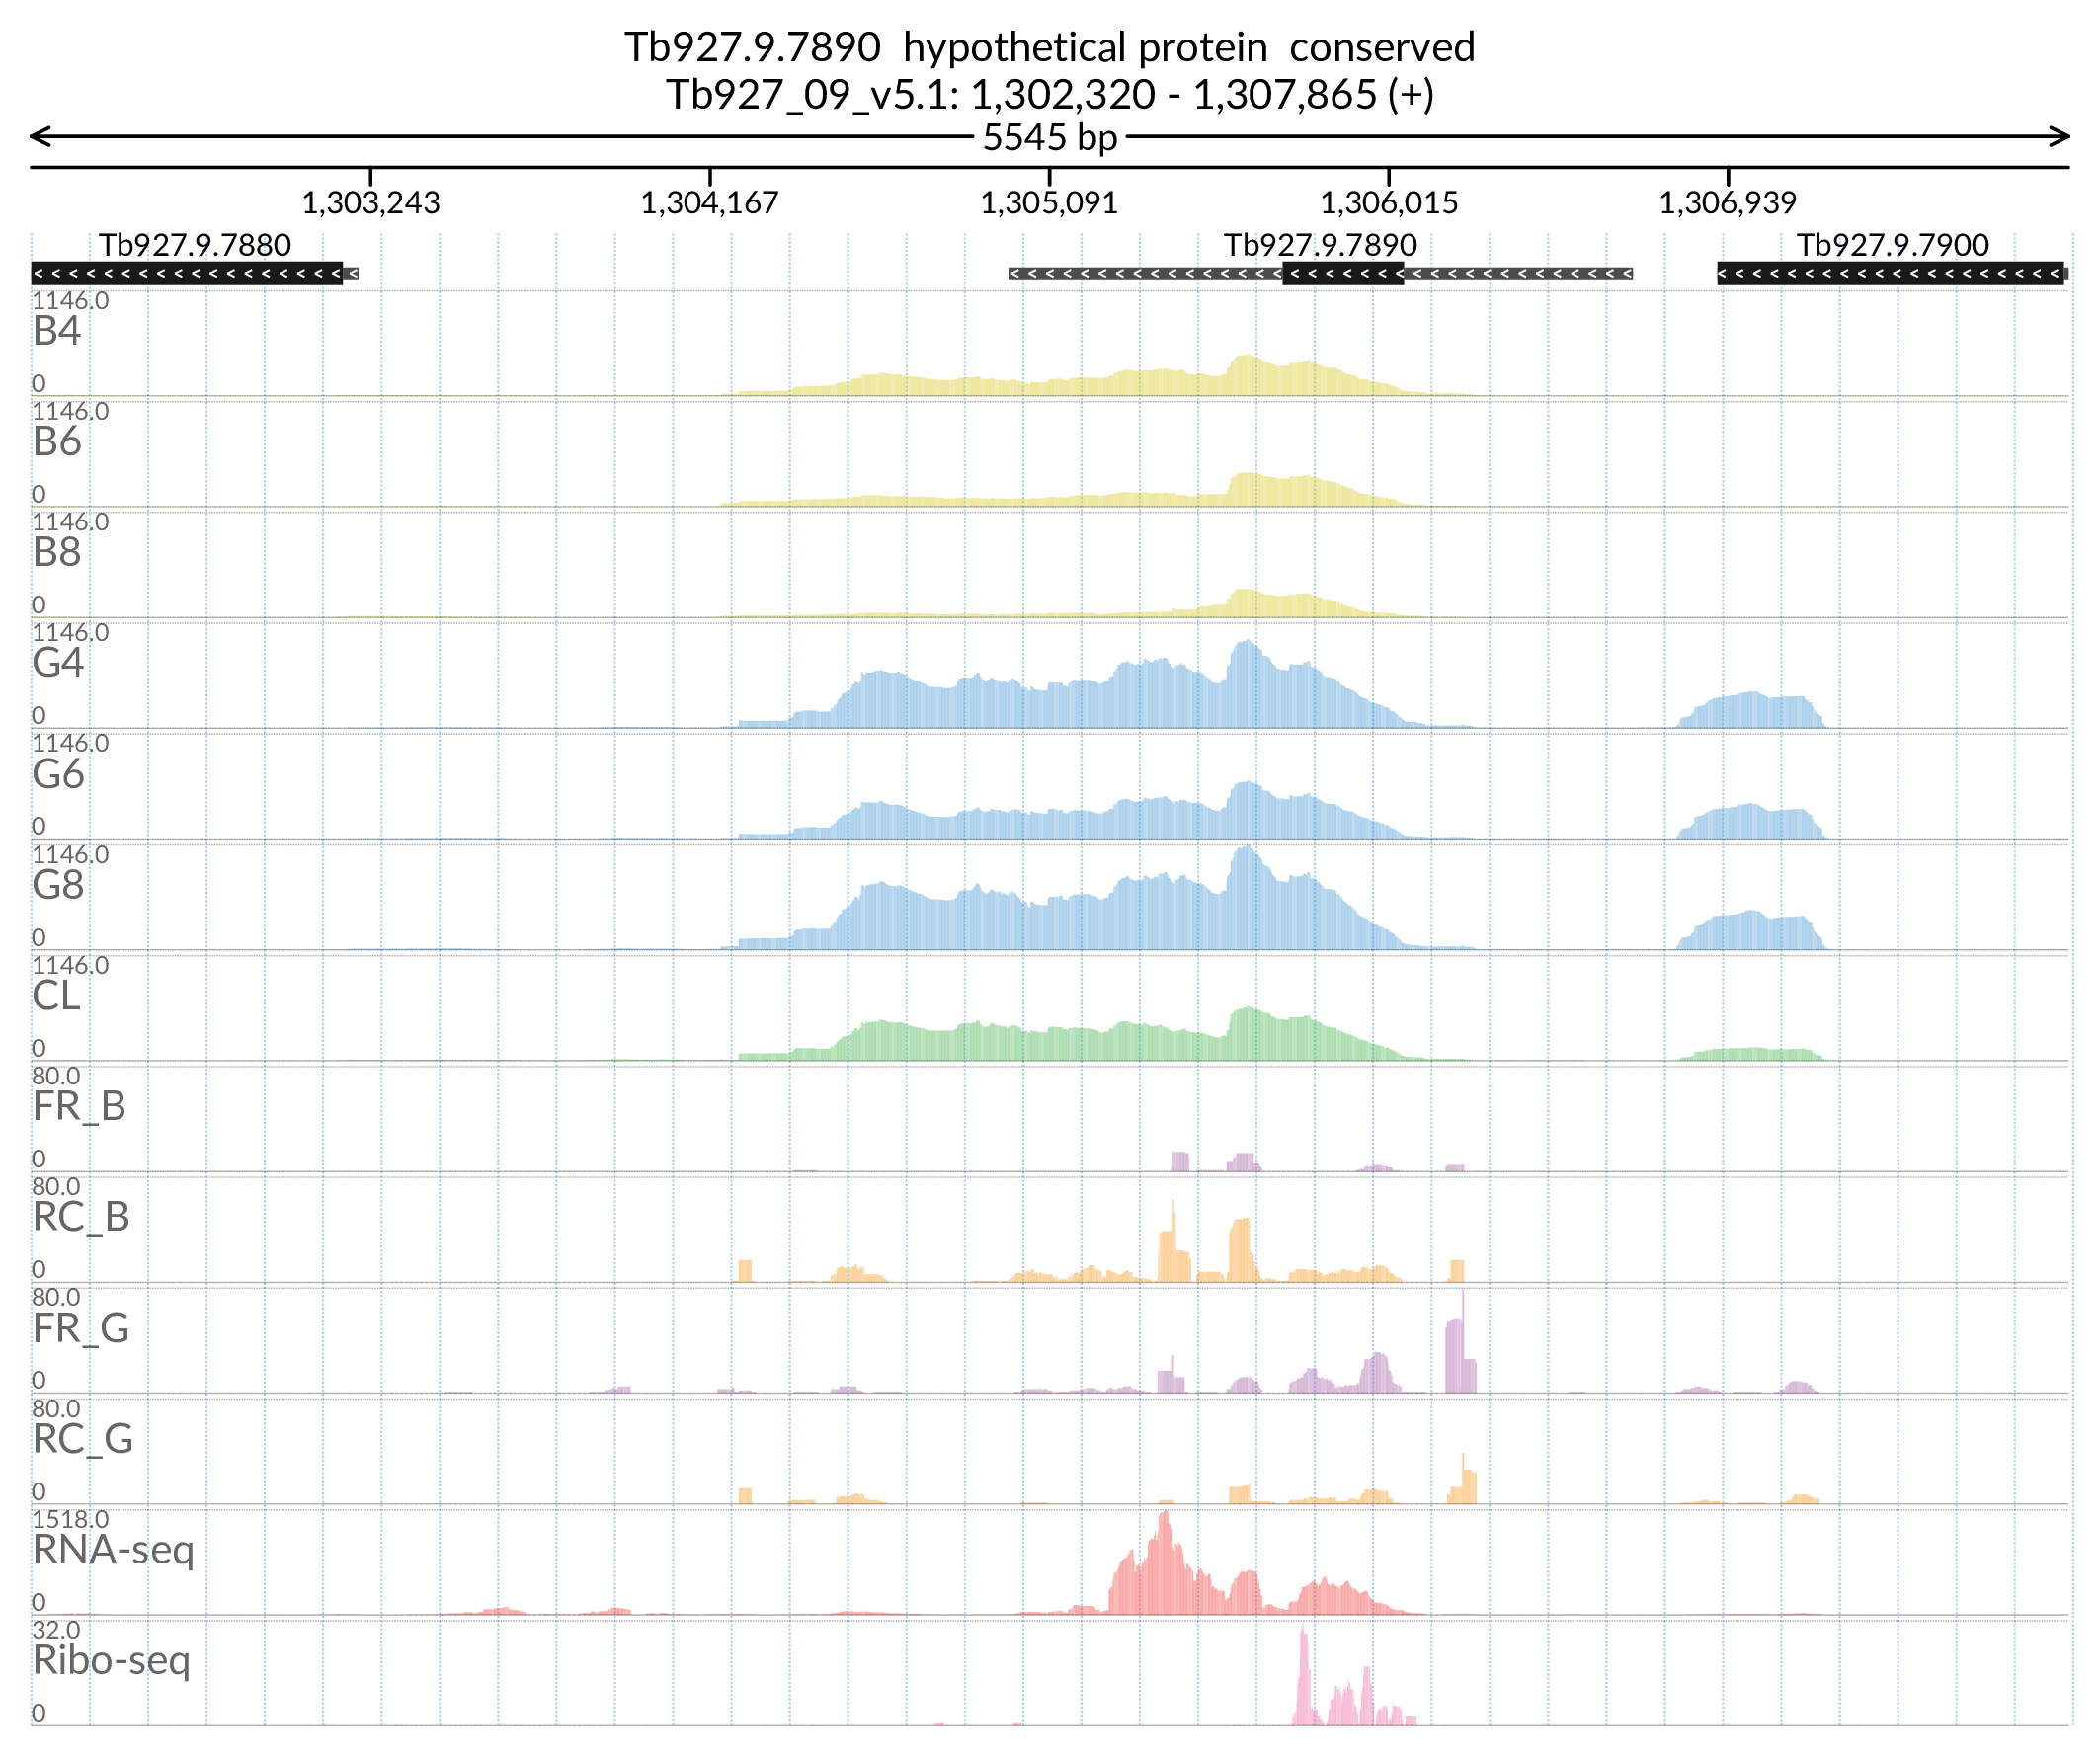 Tb927.9.7890  hypothetical protein  conserved
Tb927_09_v5.1: 1,302,320 - 1,307,865 (+)
5545 bp
1,303,243 1,304,167 1,305,091 1,306,015 1,306,939
Tb927.9.7880 Tb927.9.7890 Tb927.9.7900
1146.0
B4
0
1146.0
B6
0
1146.0
B8
0
1146.0
G4
0
1146.0
G6
0
1146.0
G8
0
1146.0
CL
0
80.0
FR_B
0
80.0
RC_B
0
80.0
FR_G
0
80.0
RC_G
0
1518.0
RNA-seq
0
32.0
Ribo-seq
0